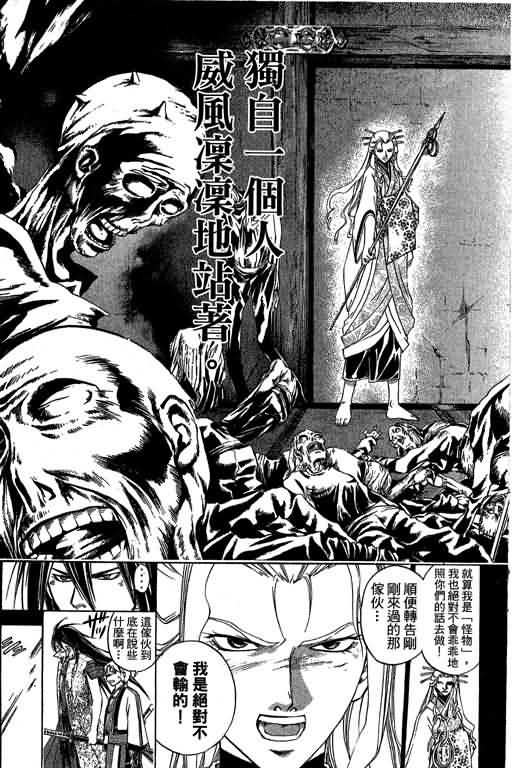 獨自一個人
威風凜凜地站著。
就算我是「怪物」，
我也絕對不會乖乖地
照你們的話去做！
順便轉告剛
剛來過的那
傢伙…
我是絕對不
會輸的！
…
這傢伙到
底在說些
什麼啊…